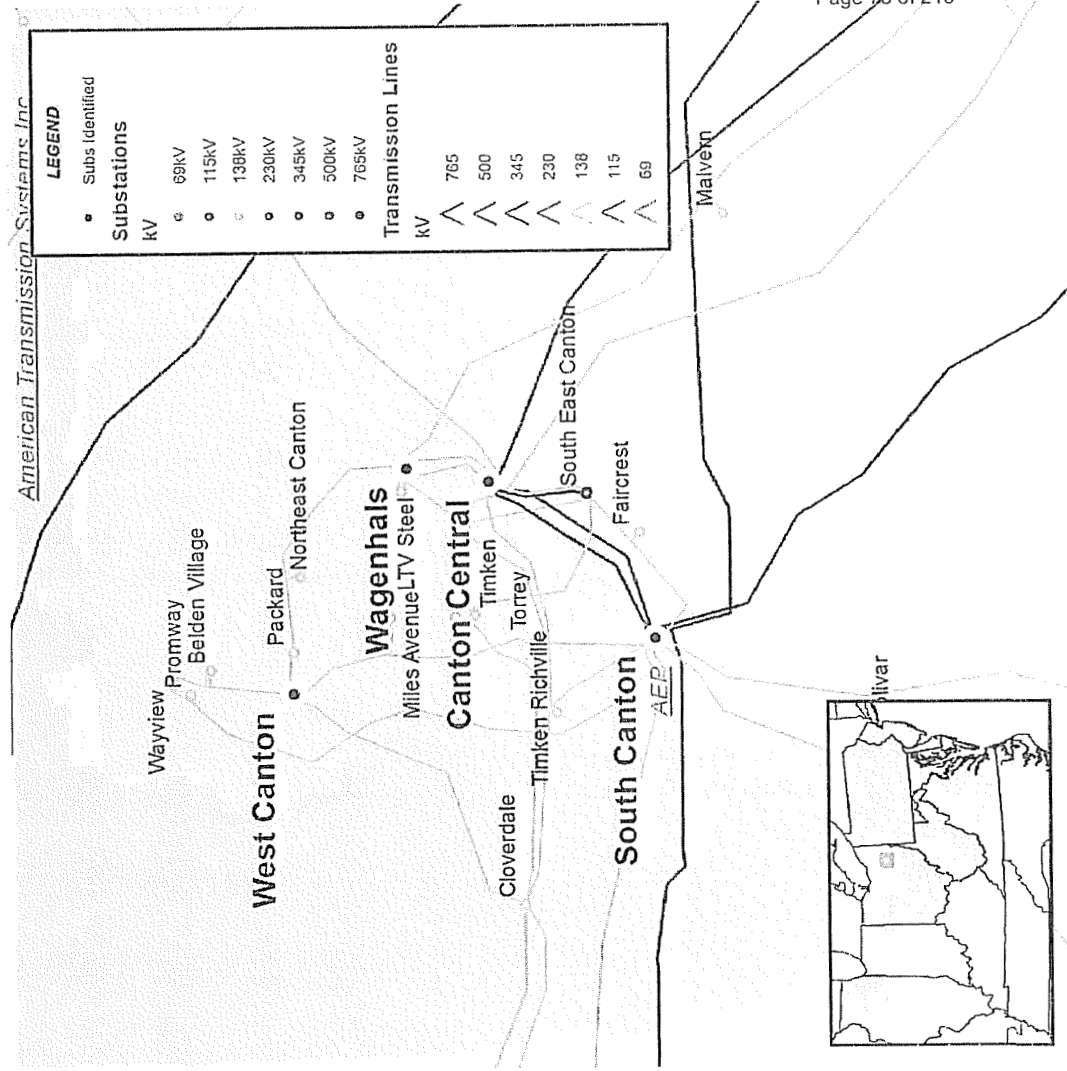 American Transmission Systems Inc
LEGEND
Subs Identified
Substations
kV
69kV
115kV
138kV
230kV
345kV
500kV
765kV
Transmission Lines
kV
765
500
345
230
138
115
69
Wayview
Promway
Belden Village
Packard
Northeast Canton
West Canton
Wagenhals
Miles Avenue
LTV Steel
Canton Central
Timken
Torrey
South East Canton
Faircrest
Timken Richville
Cloverdale
South Canton
AEP
Malvern